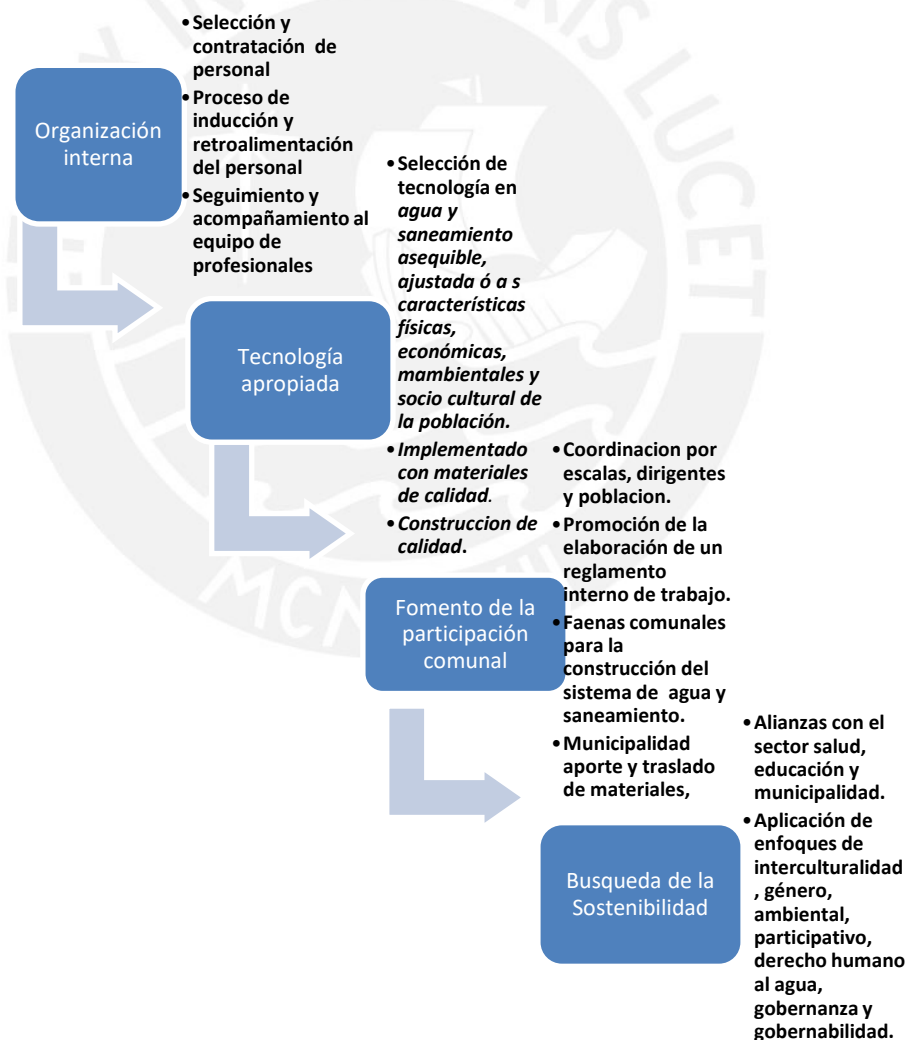 Organización
interna
•Selección y
contratación de
personal
•Proceso de
inducción y
retroalimentación
del personal
•Seguimiento y
acompañamiento al
equipo de
profesionales
Tecnología
apropiada
•Selección de
tecnología en
agua y
saneamiento
asequible,
ajustada ó a s
características
físicas,
económicas,
mambientales y
socio cultural de
la población.
•Implementado
con materiales
de calidad.
•Construccion de
calidad.
Fomento de la
participación
comunal
•Coordinacion por
escalas, dirigentes
y poblacion.
•Promoción de la
elaboración de un
reglamento
interno de trabajo.
•Faenas comunales
para la
construcción del
sistema de agua y
saneamiento.
•Municipalidad
aporte y traslado
de materiales,
Busqueda de la
Sostenibilidad
•Alianzas con el
sector salud,
educación y
municipalidad.
•Aplicación de
enfoques de
interculturalidad
, género,
ambiental,
participativo,
derecho humano
al agua,
gobernanza y
gobernabilidad.